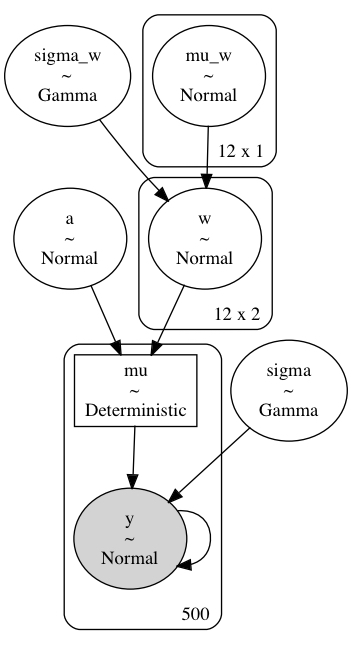 sigma_w
~
Gamma
mu_w
~
Normal
12 x 1
a
~
Normal
w
~
Normal
12 x 2
mu
~
Deterministic
sigma
~
Gamma
y
~
Normal
500